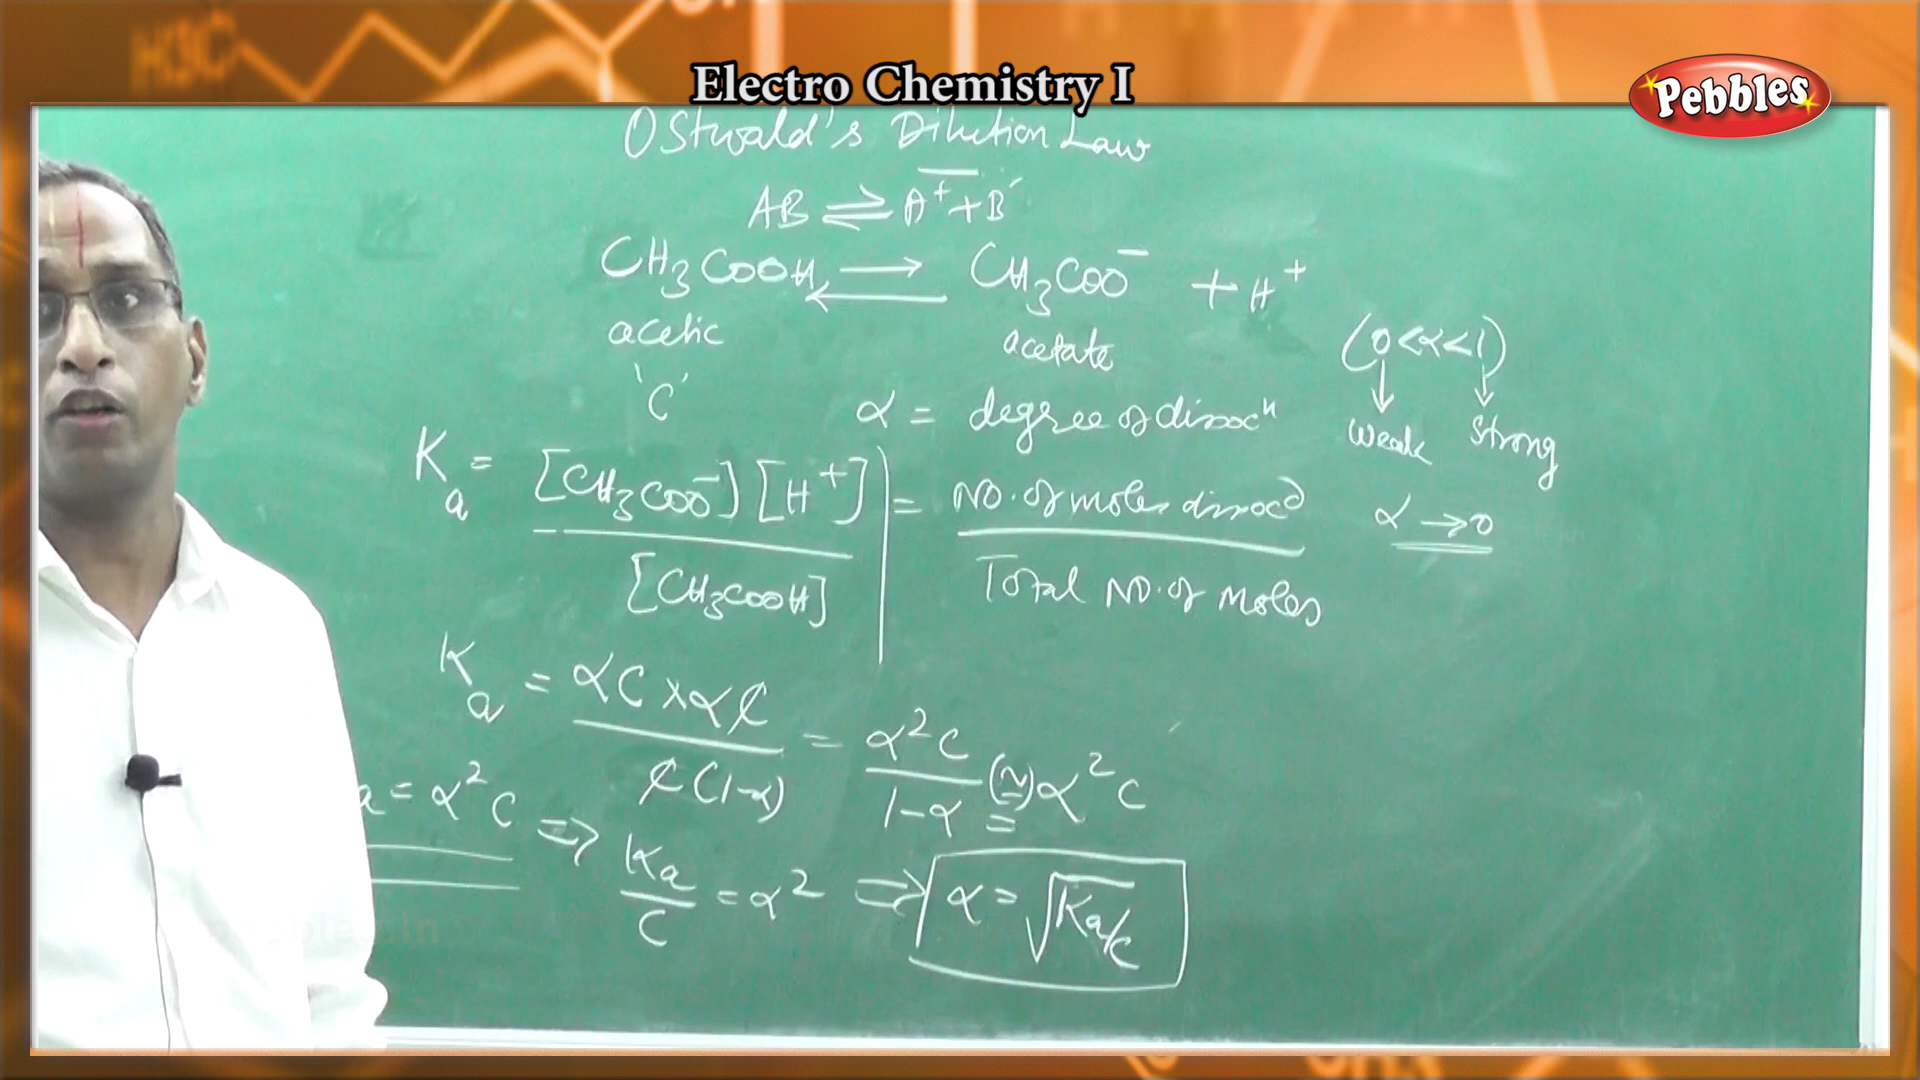 Electro Chemistry I
Pebbles
OStwald's Dilution Law
AB ⇌ A⁺ + B⁻
CH₃COOH ⇌ CH₃COO⁻ + H⁺
acetic
acetate
(0<α<1)
'C'
α = degree of dissocⁿ
Weak
Strong
Kₐ = [CH₃COO⁻] [H⁺] / [CH₃COOH]
= NO. of moles dissocᵈ / Total NO. of moles
α → 0
Kₐ = αC × αC / C(1-α) = α²C / 1-α (≃) α²C
a = α²C ⇒ Ka / C = α² ⇒ α = √Ka/C